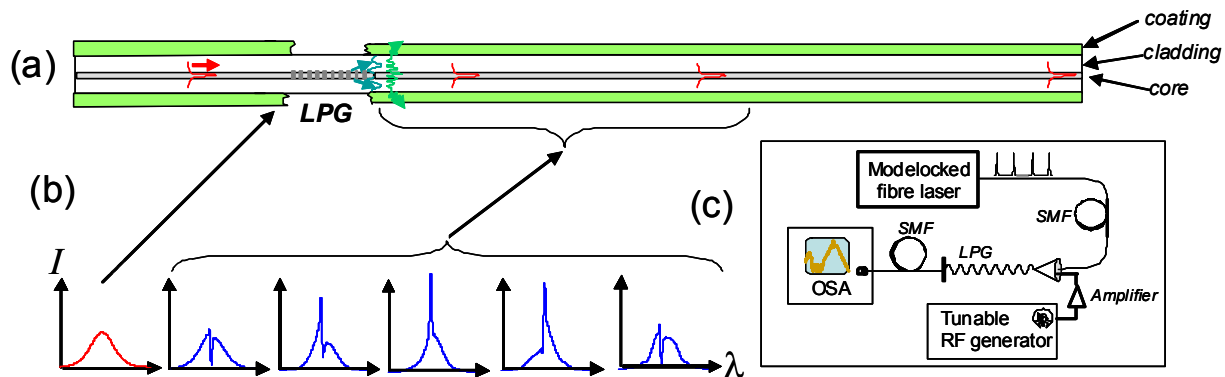 (a)
coating
cladding
core
LPG
(b)
I
λ
(c)
Modelocked
fibre laser
SMF
SMF
LPG
OSA
Amplifier
Tunable
RF generator